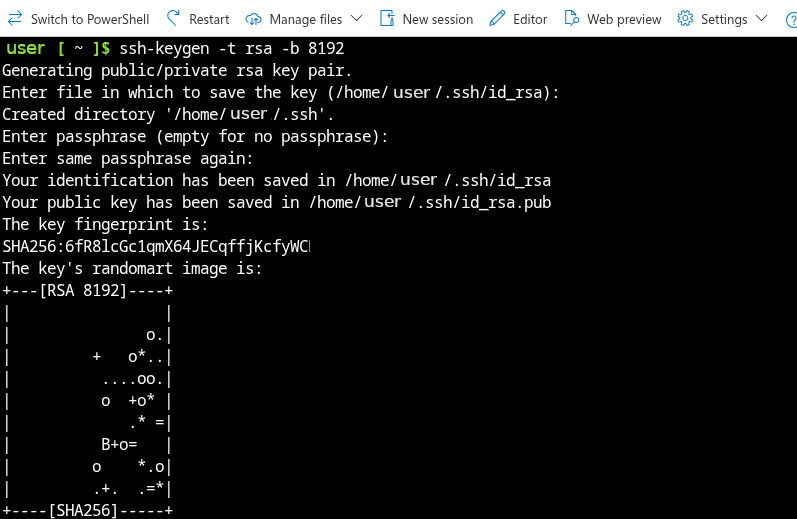 Switch to PowerShell Restart Manage files New session Editor Web preview Settings
user [ ~ ]$ ssh-keygen -t rsa -b 8192
Generating public/private rsa key pair.
Enter file in which to save the key (/home/ user /.ssh/id_rsa):
Created directory '/home/ user /.ssh'.
Enter passphrase (empty for no passphrase):
Enter same passphrase again:
Your identification has been saved in /home/ user /.ssh/id_rsa
Your public key has been saved in /home/ user /.ssh/id_rsa.pub
The key fingerprint is:
SHA256:6fR8lcGc1qmX64JECqffjKcfyWC
The key's randomart image is:
+---[RSA 8192]----+
|                 |
|               o.|
|         +   o*..|
|          ....oo.|
|          o  +o* |
|             .* =|
|          B+o=   |
|         o    *.o|
|         .+.  .=*|
+----[SHA256]-----+